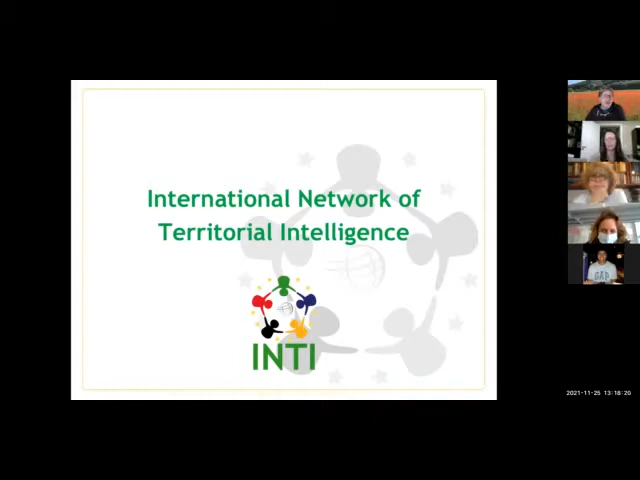 International Network of
Territorial Intelligence
INTI
GAP
2021-11-25 13:18:20